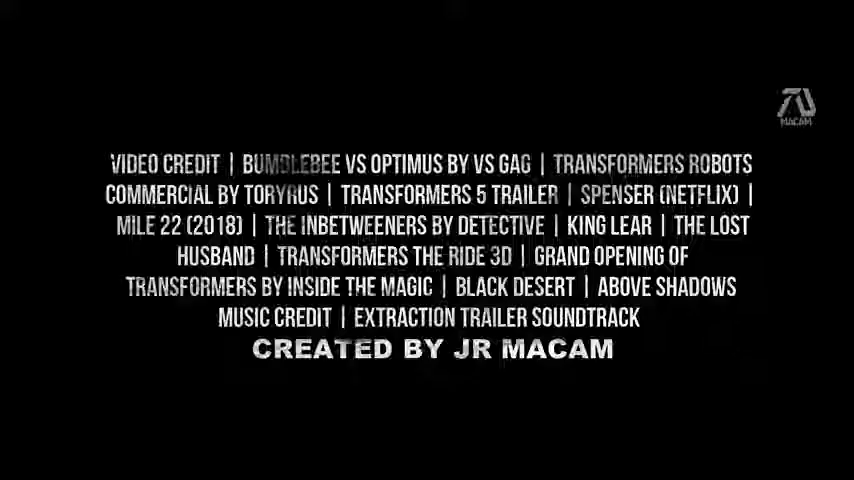 MACAM
VIDEO CREDIT | BUMBLEBEE VS OPTIMUS BY VS GAG | TRANSFORMERS ROBOTS
COMMERCIAL BY TORYRUS | TRANSFORMERS 5 TRAILER | SPENSER (NETFLIX) |
MILE 22 (2018) | THE INBETWEENERS BY DETECTIVE | KING LEAR | THE LOST
HUSBAND | TRANSFORMERS THE RIDE 3D | GRAND OPENING OF
TRANSFORMERS BY INSIDE THE MAGIC | BLACK DESERT | ABOVE SHADOWS
MUSIC CREDIT | EXTRACTION TRAILER SOUNDTRACK
CREATED BY JR MACAM